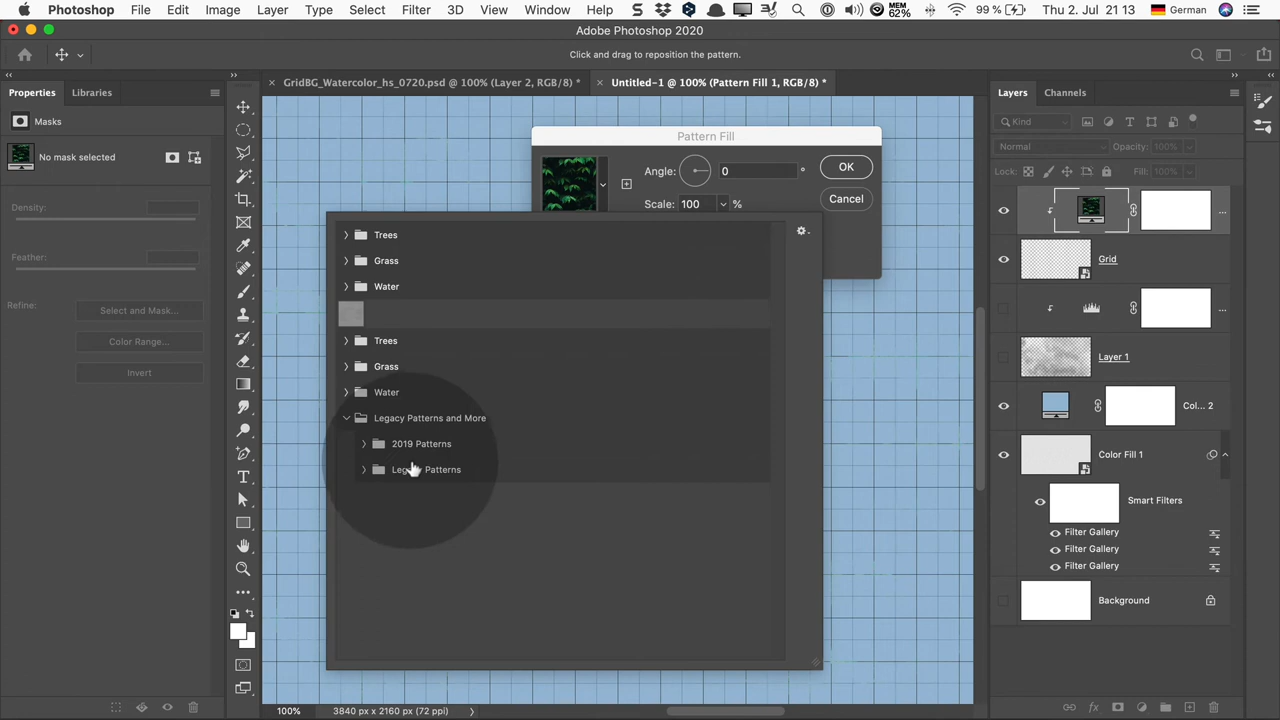 Photoshop File Edit Image Layer Type Select Filter 3D View Window Help MEM 62% 99 % Thu 2. Jul 21 13 German
Adobe Photoshop 2020
Click and drag to reposition the pattern.
Properties Libraries
GridBG_Watercolor_hs_0720.psd @ 100% (Layer 2, RGB/8) *
Untitled-1 @ 100% (Pattern Fill 1, RGB/8) *
Layers Channels
Masks
No mask selected
Density:
Feather:
Refine:
Select and Mask...
Color Range...
Invert
Pattern Fill
Angle: 0 °
OK
Scale: 100 %
Cancel
Trees
Grass
Water
Trees
Grass
Water
Legacy Patterns and More
2019 Patterns
Legacy Patterns
Kind
Normal Opacity: 100%
Lock: Fill: 100%
...
Grid
...
Layer 1
Col... 2
Color Fill 1
Smart Filters
Filter Gallery
Filter Gallery
Filter Gallery
Background
100% 3840 px x 2160 px (72 ppi)